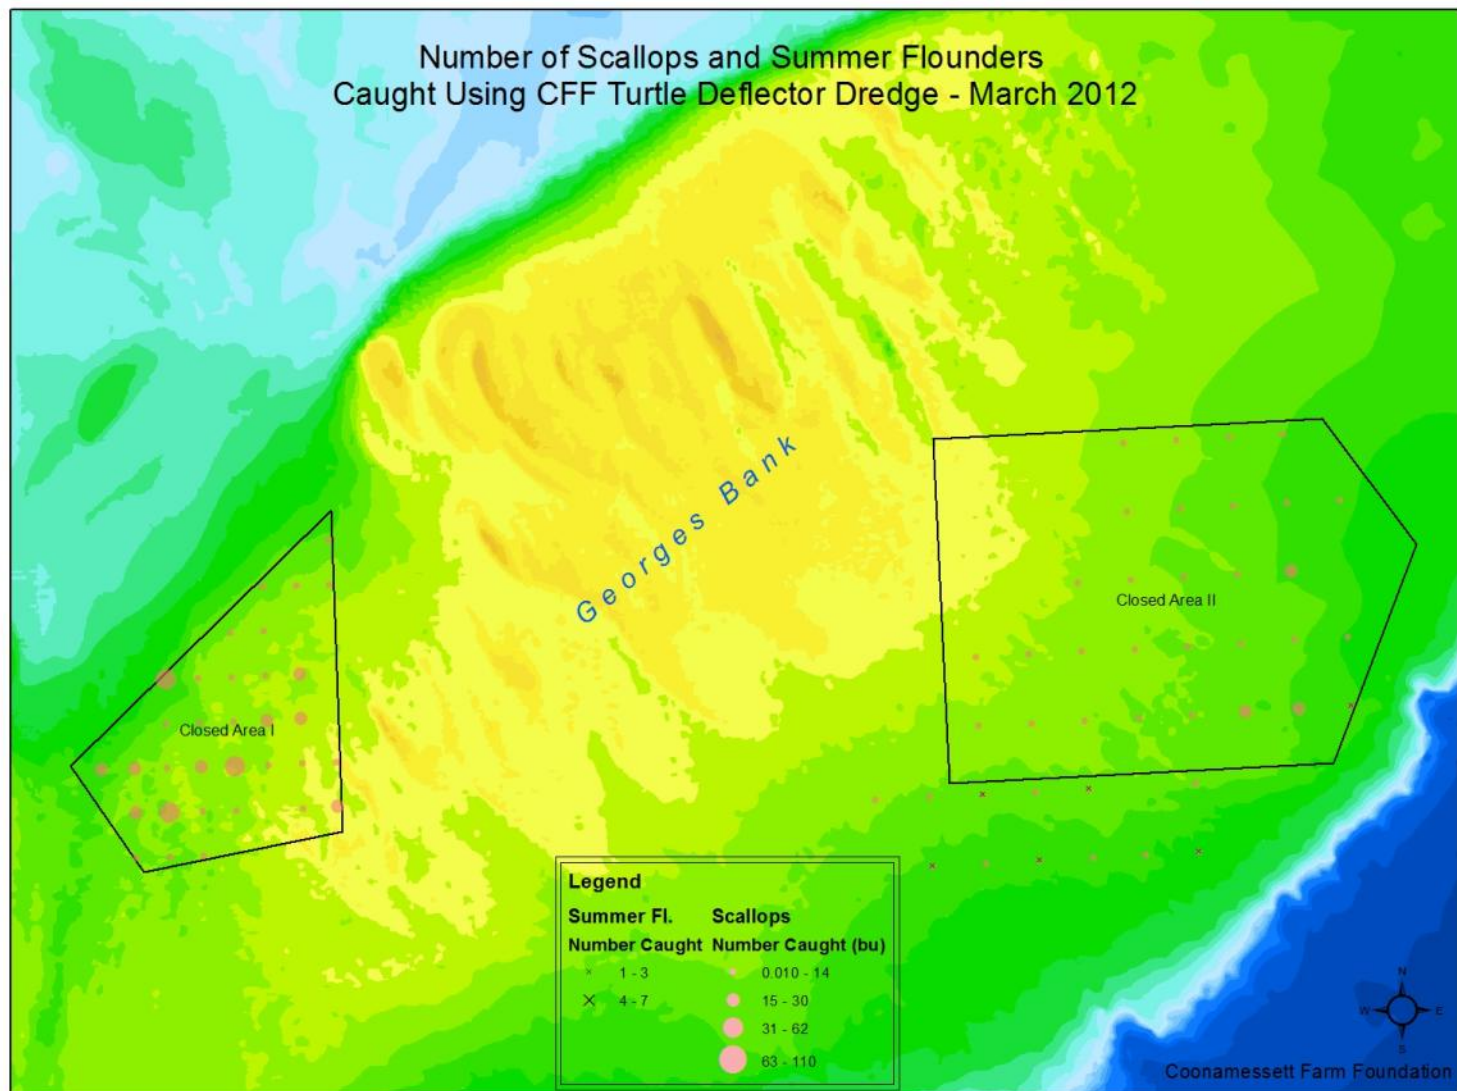 Number of Scallops and Summer Flounders
Caught Using CFF Turtle Deflector Dredge - March 2012
Georges Bank
Closed Area II
Closed Area I
Legend
Summer Fl. Scallops
Number Caught Number Caught (bu)
1 - 3 0.010 - 14
4 - 7 15 - 30
31 - 62
63 - 110
N
W E
S
Coonamessett Farm Foundation